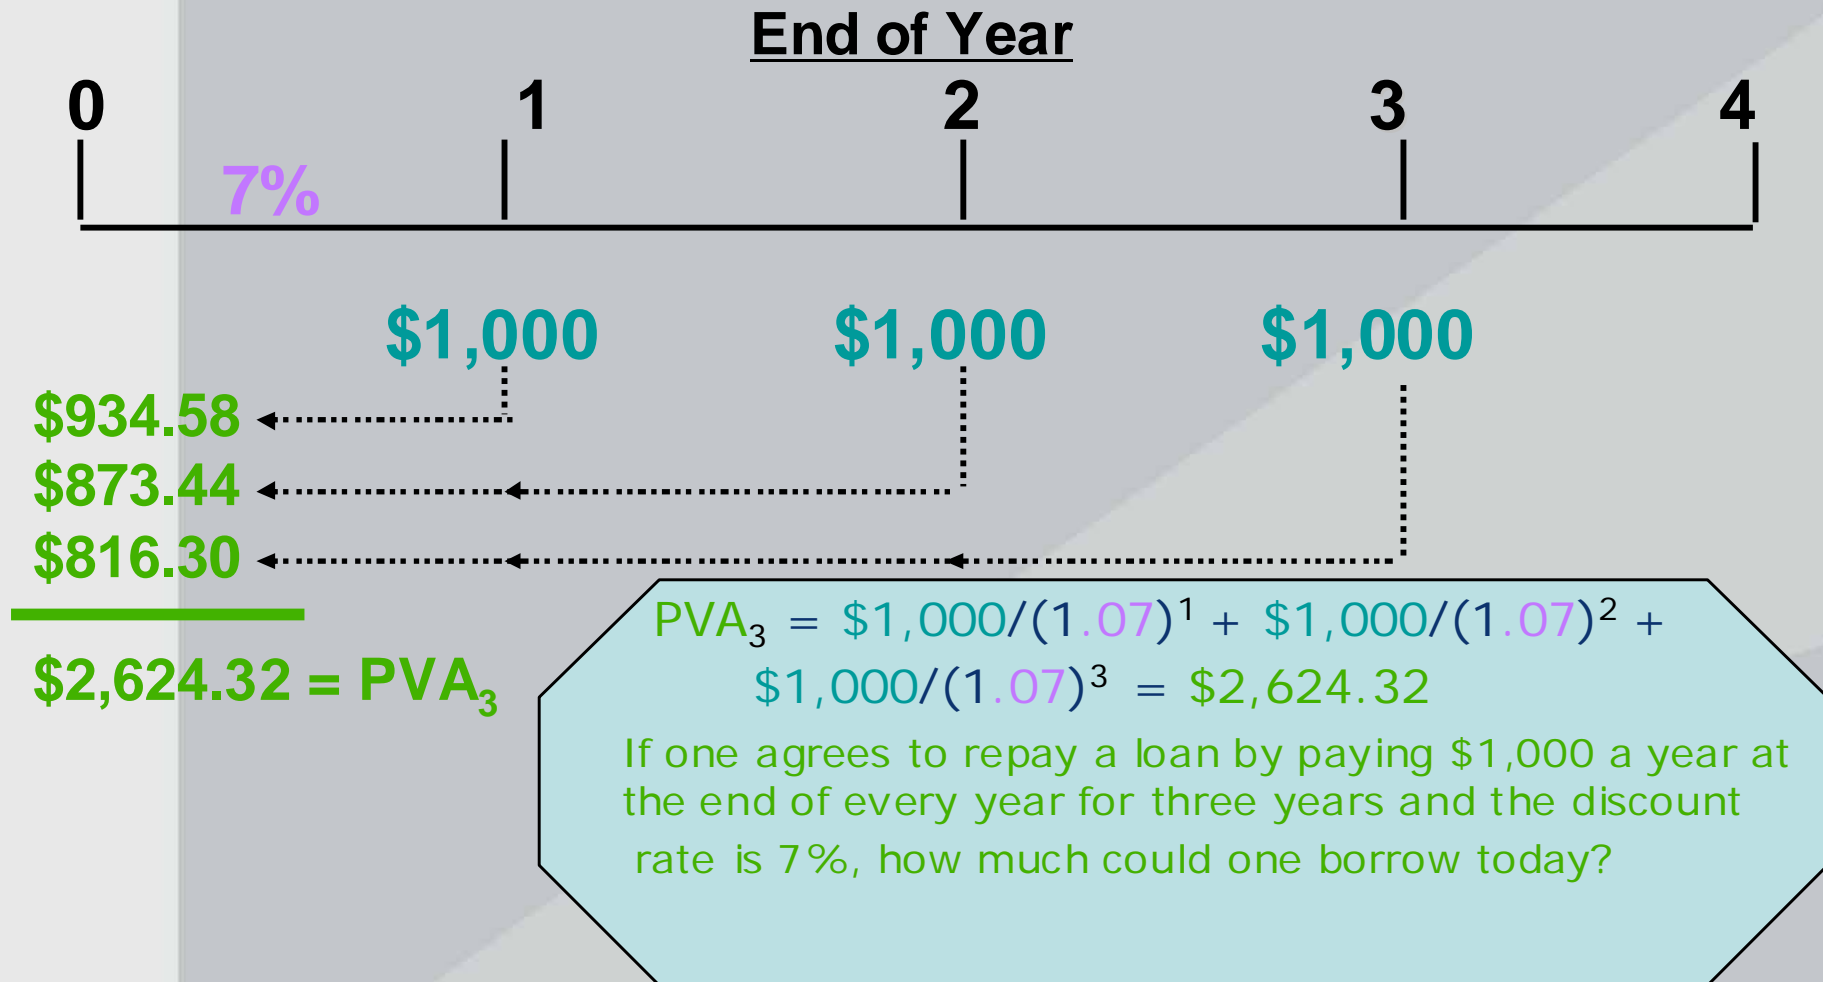 End of Year
0 1 2 3 4
7%
$1,000 $1,000 $1,000
$934.58
$873.44
$816.30
$2,624.32 = PVA₃
PVA₃ = $1,000/(1.07)¹ + $1,000/(1.07)² +
$1,000/(1.07)³ = $2,624.32
If one agrees to repay a loan by paying $1,000 a year at
the end of every year for three years and the discount
rate is 7%, how much could one borrow today?